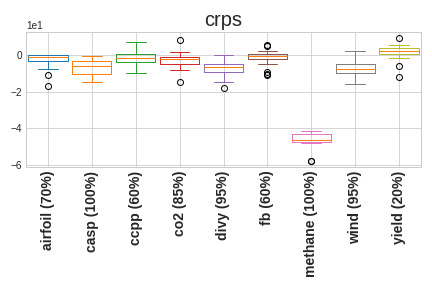 crps
1e1
0
−2
−4
−6
airfoil (70%)
casp (100%)
ccpp (60%)
co2 (85%)
divy (95%)
fb (60%)
methane (100%)
wind (95%)
yield (20%)